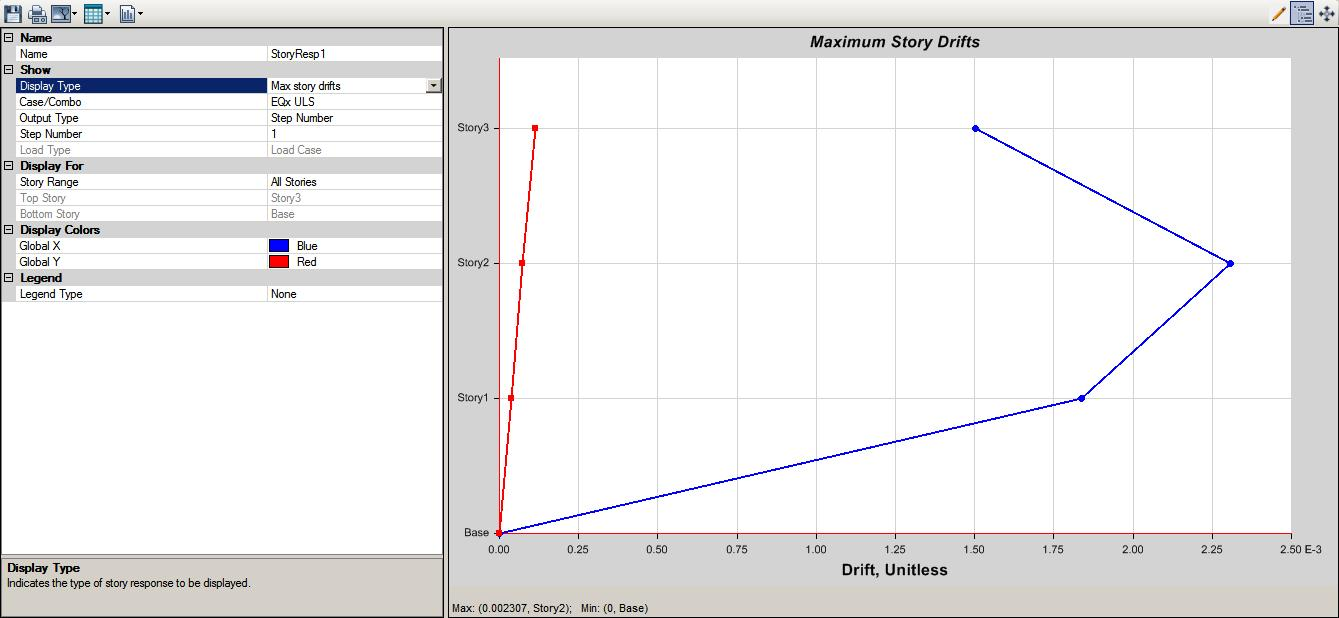 Name
Name StoryResp1
Show
Display Type Max story drifts
Case/Combo EQx ULS
Output Type Step Number
Step Number 1
Load Type Load Case
Display For
Story Range All Stories
Top Story Story3
Bottom Story Base
Display Colors
Global X Blue
Global Y Red
Legend
Legend Type None
Display Type
Indicates the type of story response to be displayed.
Maximum Story Drifts
Story3
Story2
Story1
Base
0.00 0.25 0.50 0.75 1.00 1.25 1.50 1.75 2.00 2.25 2.50 E-3
Drift, Unitless
Max: (0.002307, Story2); Min: (0, Base)